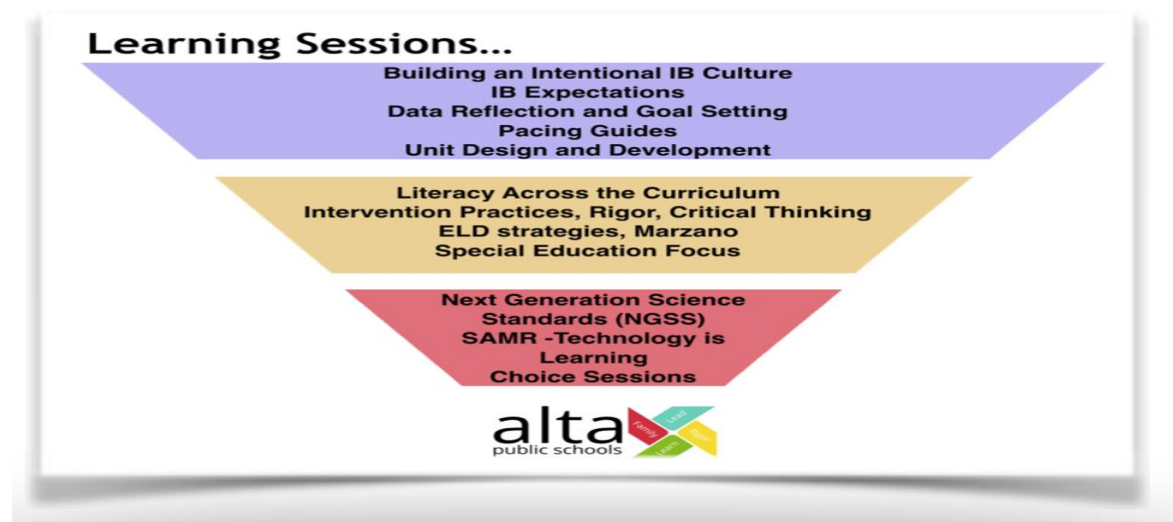 Learning Sessions...
Building an Intentional IB Culture
IB Expectations
Data Reflection and Goal Setting
Pacing Guides
Unit Design and Development
Literacy Across the Curriculum
Intervention Practices, Rigor, Critical Thinking
ELD strategies, Marzano
Special Education Focus
Next Generation Science
Standards (NGSS)
SAMR -Technology is
Learning
Choice Sessions
alta
public schools
Family
Lead
Rigor
Learn